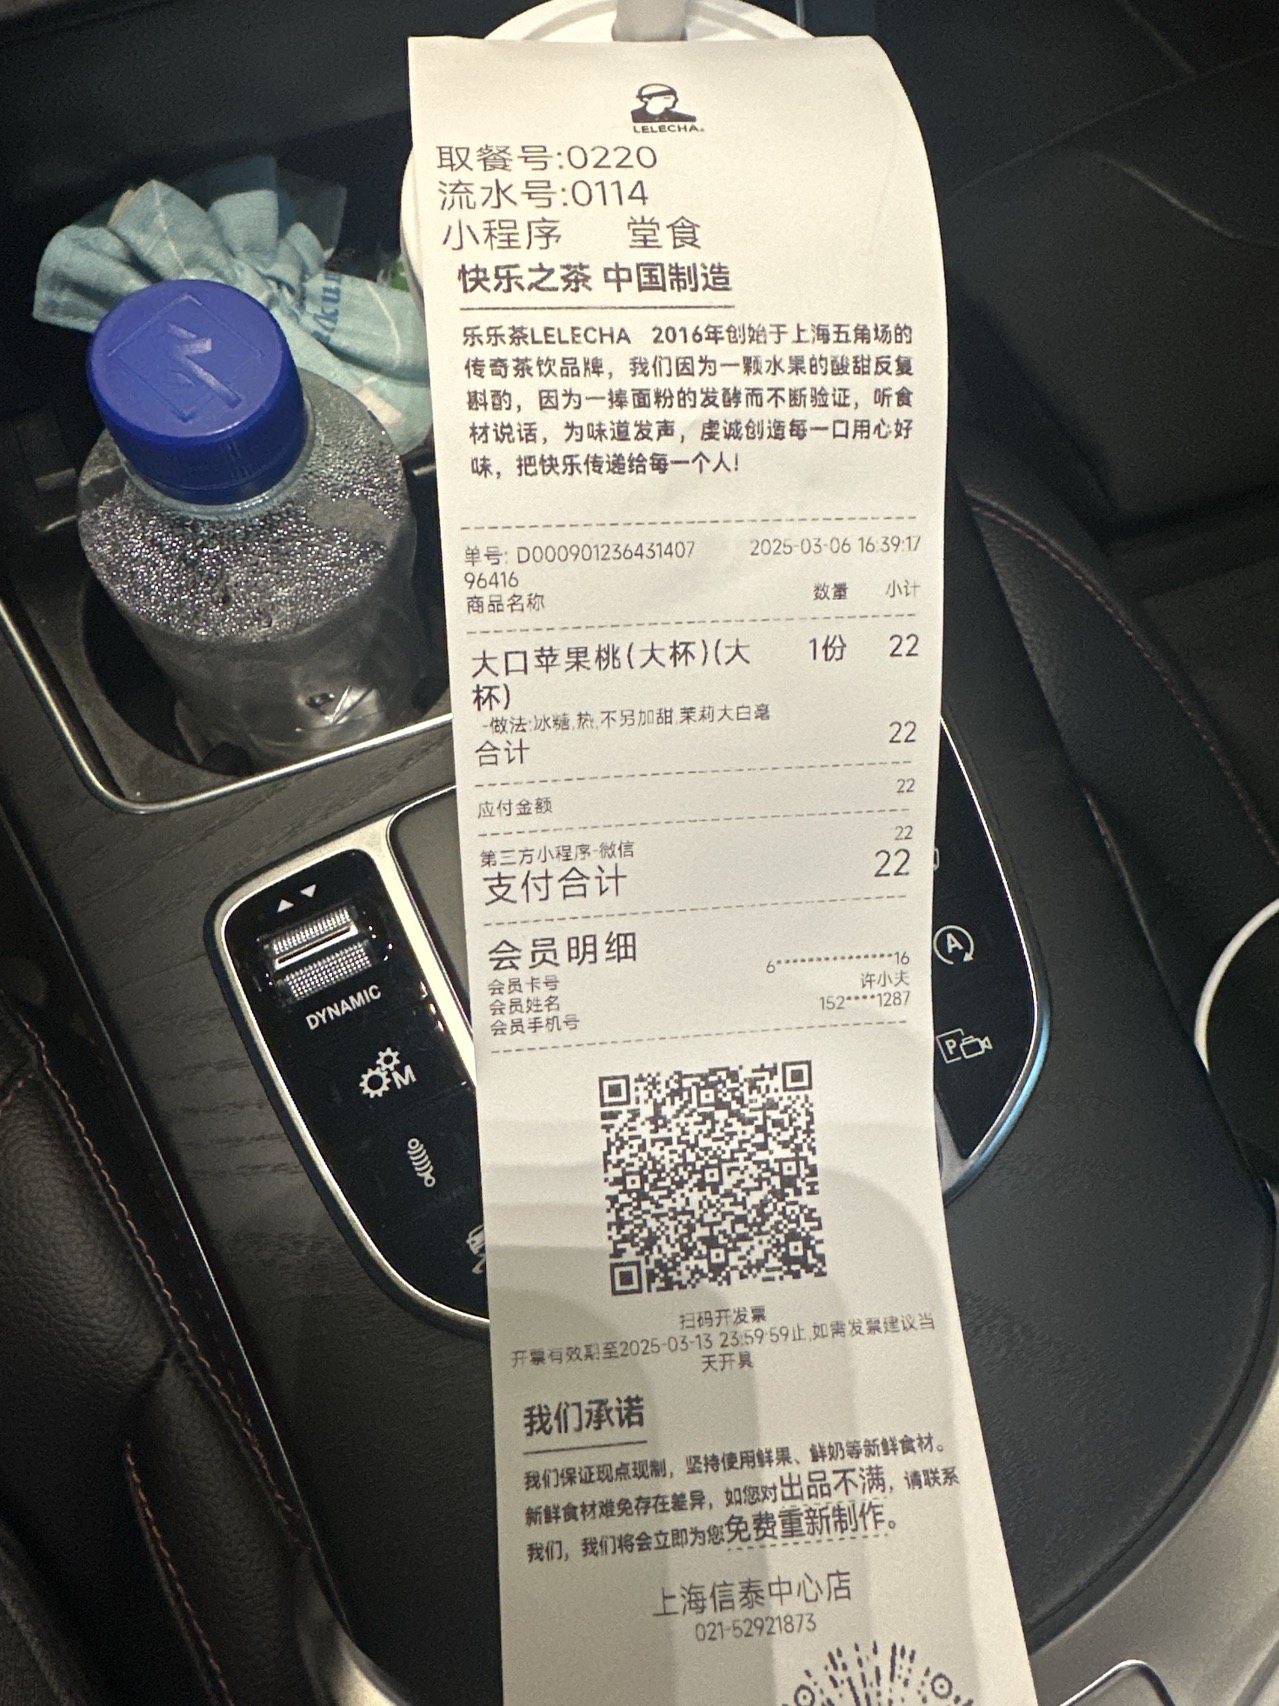 LELECHA
取餐号:0220
流水号:0114
小程序 堂食
快乐之茶 中国制造
乐乐茶LELECHA 2016年创始于上海五角场的
传奇茶饮品牌，我们因为一颗水果的酸甜反复
斟酌，因为一捧面粉的发酵而不断验证，听食
材说话，为味道发声，虔诚创造每一口用心好
味，把快乐传递给每一个人!
单号: D000901236431407 2025-03-06 16:39:17
96416
商品名称 数量 小计
大口苹果桃(大杯)(大 1份 22
杯)
-做法:冰糖,热,不另加甜,茉莉大白毫
合计 22
应付金额 22
第三方小程序-微信 22
支付合计 22
会员明细
会员卡号 6**************16
会员姓名 许小夫
会员手机号 152****1287
扫码开发票
开票有效期至2025-03-13 23:59:59止,如需发票建议当
天开具
我们承诺
我们保证现点现制，坚持使用鲜果、鲜奶等新鲜食材。
新鲜食材难免存在差异，如您对出品不满，请联系
我们，我们将会立即为您免费重新制作。
上海信泰中心店
021-52921873
DYNAMIC
M
A
P